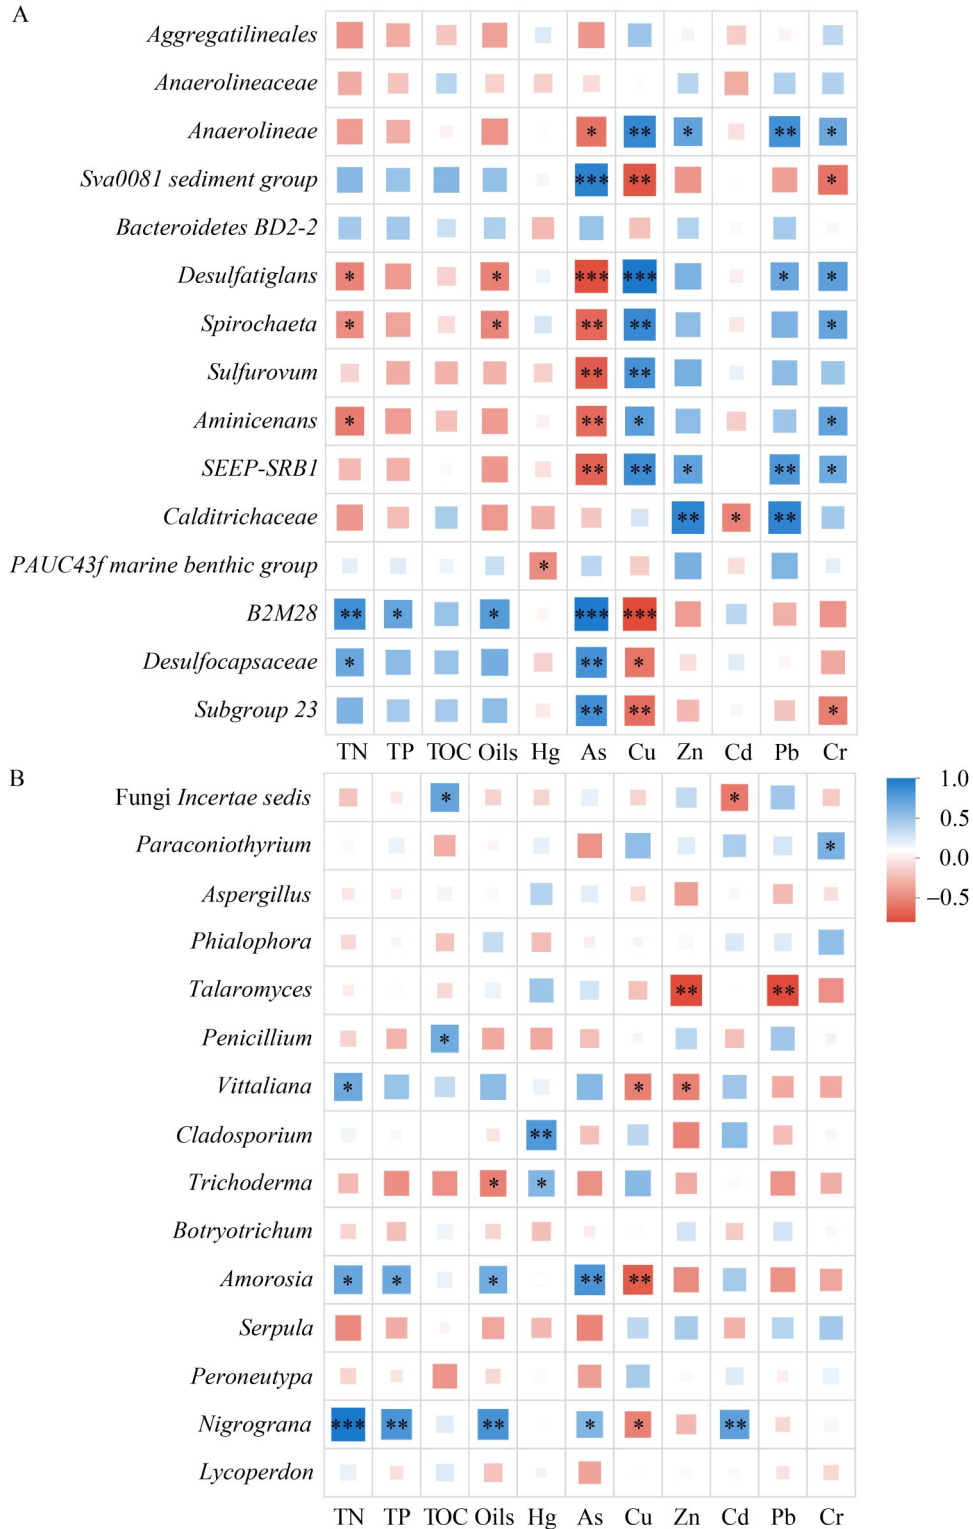 A
Aggregatilineales
Anaerolineaceae
Anaerolineae * ** * ** *
Sva0081 sediment group *** ** *
Bacteroidetes BD2-2
Desulfatiglans * * *** *** * *
Spirochaeta * * ** ** *
Sulfurovum ** **
Aminicenans * ** * *
SEEP-SRB1 ** ** * ** *
Calditrichaceae ** * **
PAUC43f marine benthic group *
B2M28 ** * * *** ***
Desulfocapsaceae * ** *
Subgroup 23 ** ** *
TN TP TOC Oils Hg As Cu Zn Cd Pb Cr
B
Fungi Incertae sedis * *
Paraconiothyrium *
Aspergillus
Phialophora
Talaromyces ** **
Penicillium *
Vittaliana * * *
Cladosporium **
Trichoderma * *
Botryotrichum
Amorosia * * * ** **
Serpula
Peroneutypa
Nigrograna *** ** ** * * **
Lycoperdon
TN TP TOC Oils Hg As Cu Zn Cd Pb Cr
1.0
0.5
0.0
−0.5